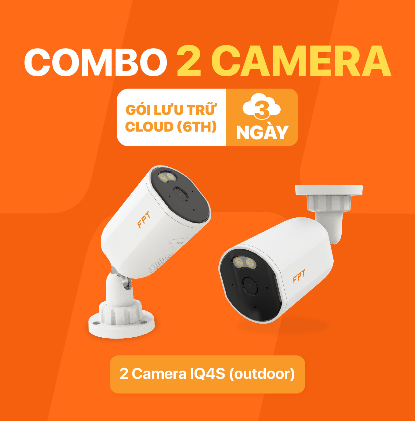 COMBO 2 CAMERA
GÓI LƯU TRỮ
CLOUD (6TH)
3
NGÀY
FPT
FPT
2 Camera IQ4S (outdoor)